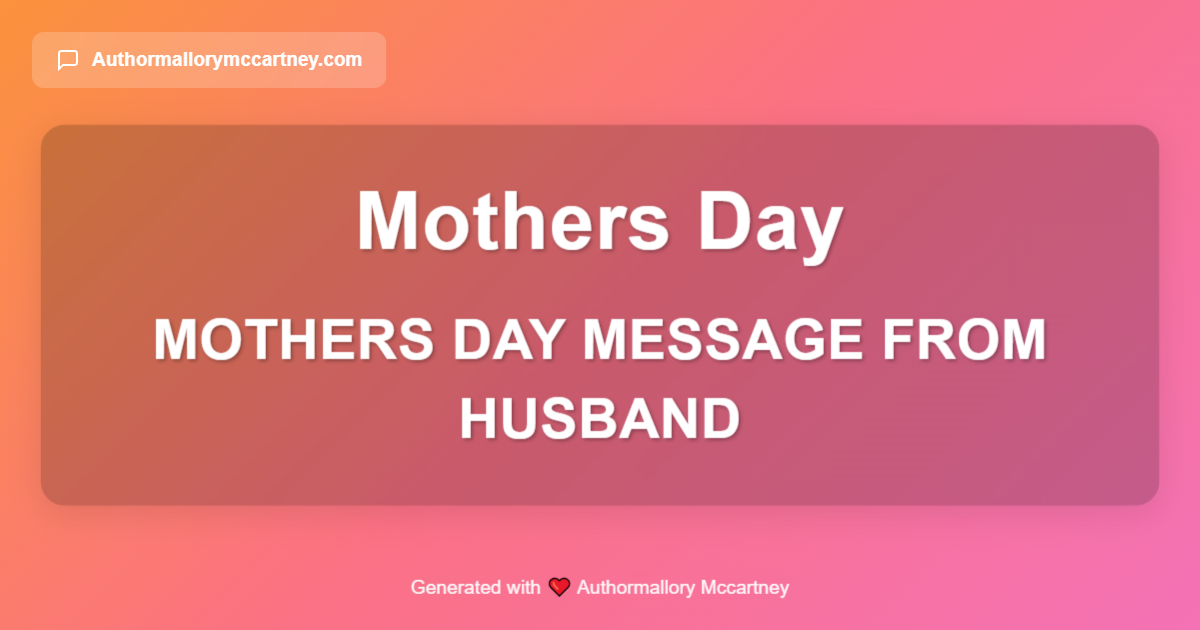 Authormallorymccartney.com
Mothers Day
MOTHERS DAY MESSAGE FROM
HUSBAND
Generated with ❤️ Authormallory Mccartney